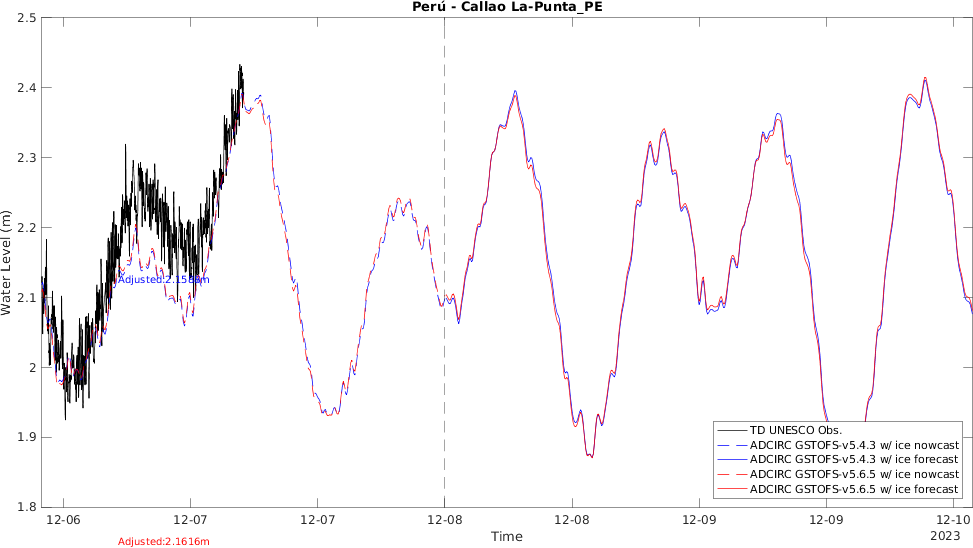 Perú - Callao La-Punta_PE
2.5
2.4
2.3
2.2
2.1
2
1.9
1.8
Water Level (m)
TD UNESCO Obs.
ADCIRC GSTOFS-v5.4.3 w/ ice nowcast
ADCIRC GSTOFS-v5.4.3 w/ ice forecast
ADCIRC GSTOFS-v5.6.5 w/ ice nowcast
ADCIRC GSTOFS-v5.6.5 w/ ice forecast
12-06 12-07 12-07 12-08 12-08 12-09 12-09 12-10
Time
2023
Adjusted:2.1616m